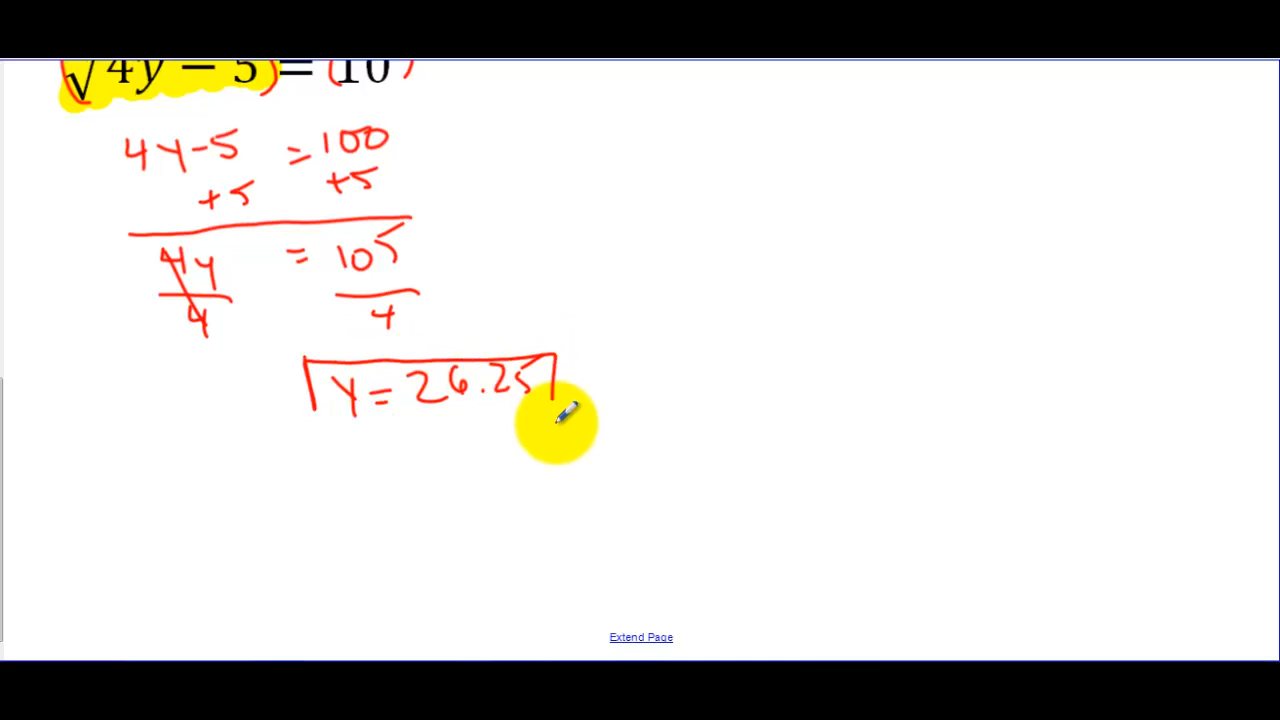 (√4y − 5) = (10)
4y-5 = 100
+5 +5
4y = 105
4 4
y = 26.25
Extend Page